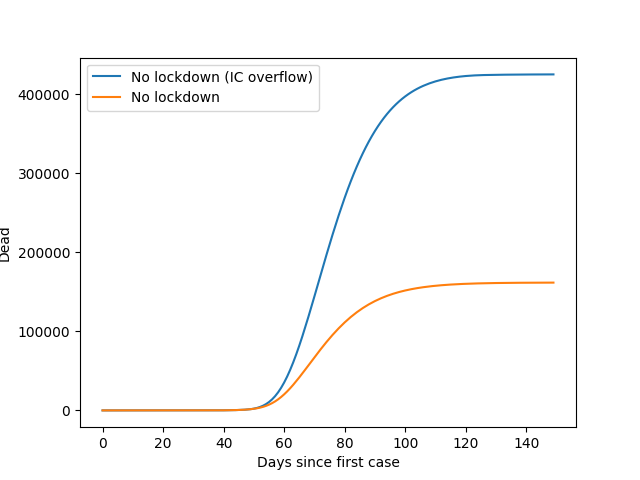 No lockdown (IC overflow)
No lockdown
400000
300000
200000
100000
0
Dead
0 20 40 60 80 100 120 140
Days since first case